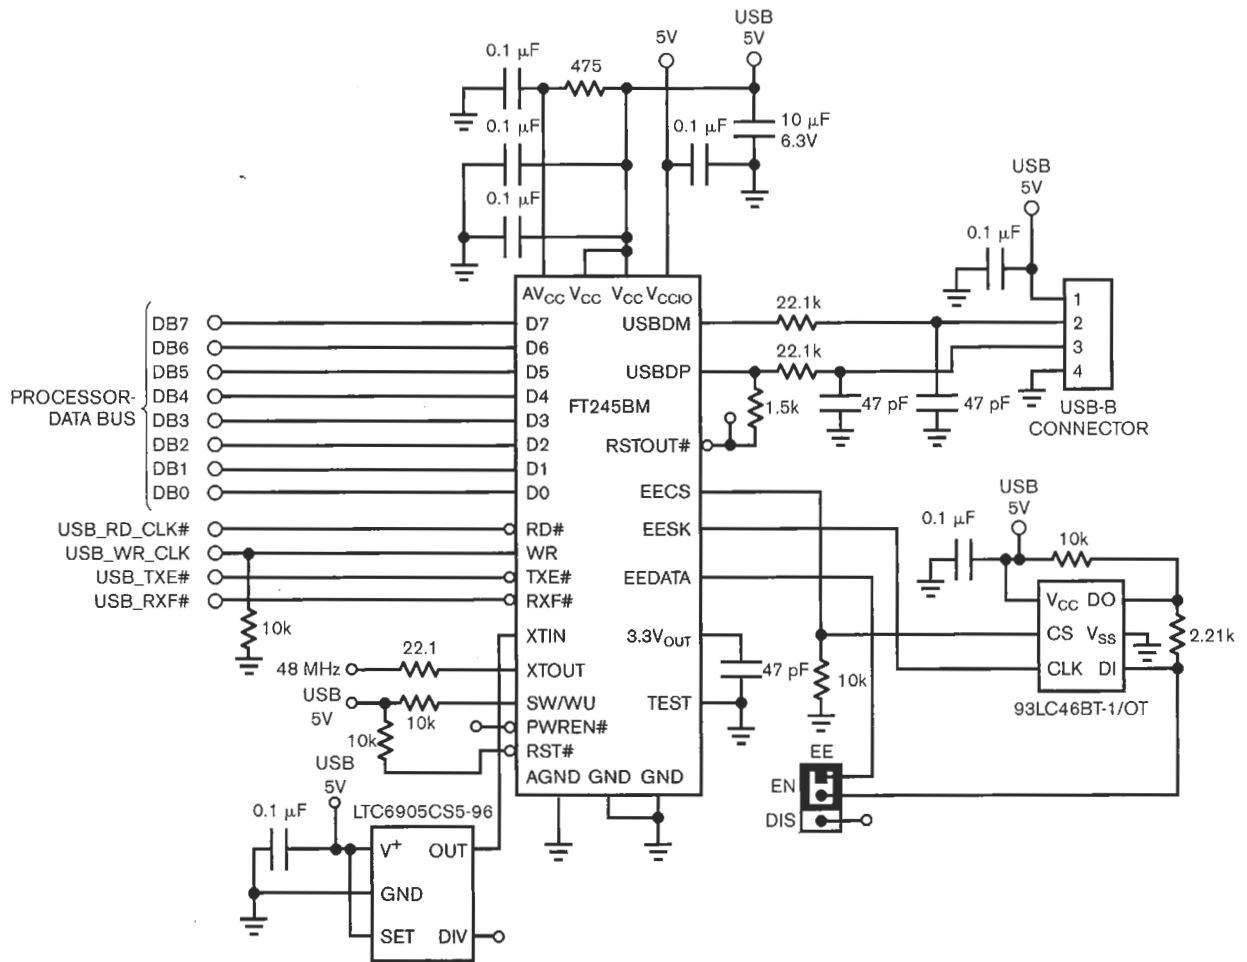 USB
5V
5V
0.1 µF
475
0.1 µF
0.1 µF
10 µF
6.3V
0.1 µF
USB
5V
0.1 µF
AVCC VCC VCC VCCIO
PROCESSOR-
DATA BUS
DB7
DB6
DB5
DB4
DB3
DB2
DB1
DB0
D7
D6
D5
D4
D3
D2
D1
D0
USBDM
USBDP
FT245BM
RSTOUT#
EECS
EESK
EEDATA
3.3VOUT
TEST
22.1k
22.1k
1.5k
47 pF
47 pF
1
2
3
4
USB-B
CONNECTOR
USB_RD_CLK#
USB_WR_CLK
USB_TXE#
USB_RXF#
RD#
WR
TXE#
RXF#
XTIN
XTOUT
SW/WU
PWREN#
RST#
AGND GND GND
10k
48 MHz
22.1
USB
5V
10k
10k
47 pF
10k
USB
5V
0.1 µF
10k
VCC DO
CS VSS
CLK DI
2.21k
93LC46BT-1/OT
EE
EN
DIS
USB
5V
0.1 µF
LTC6905CS5-96
V+ OUT
GND
SET DIV